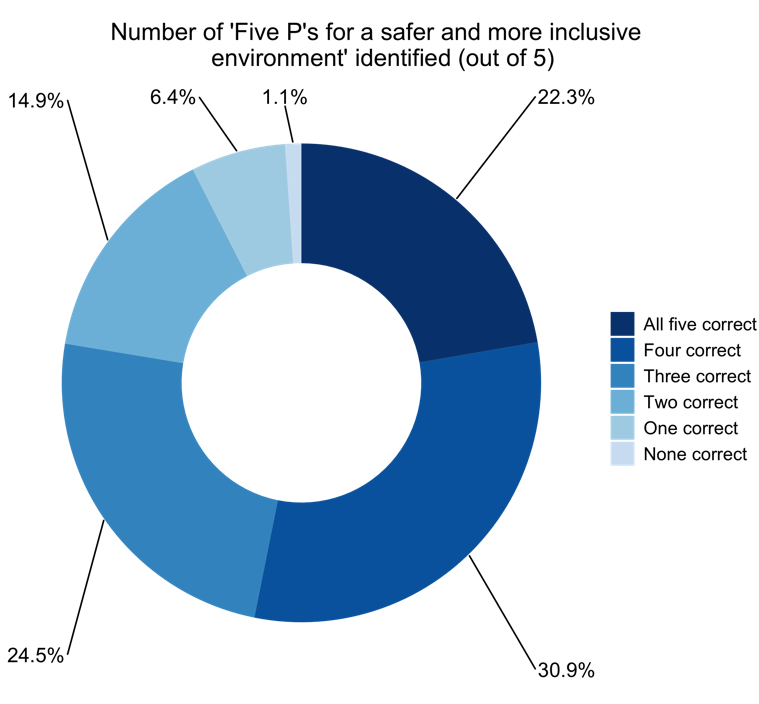 Number of 'Five P's for a safer and more inclusive
environment' identified (out of 5)
14.9%
6.4%
1.1%
22.3%
All five correct
Four correct
Three correct
Two correct
One correct
None correct
24.5%
30.9%